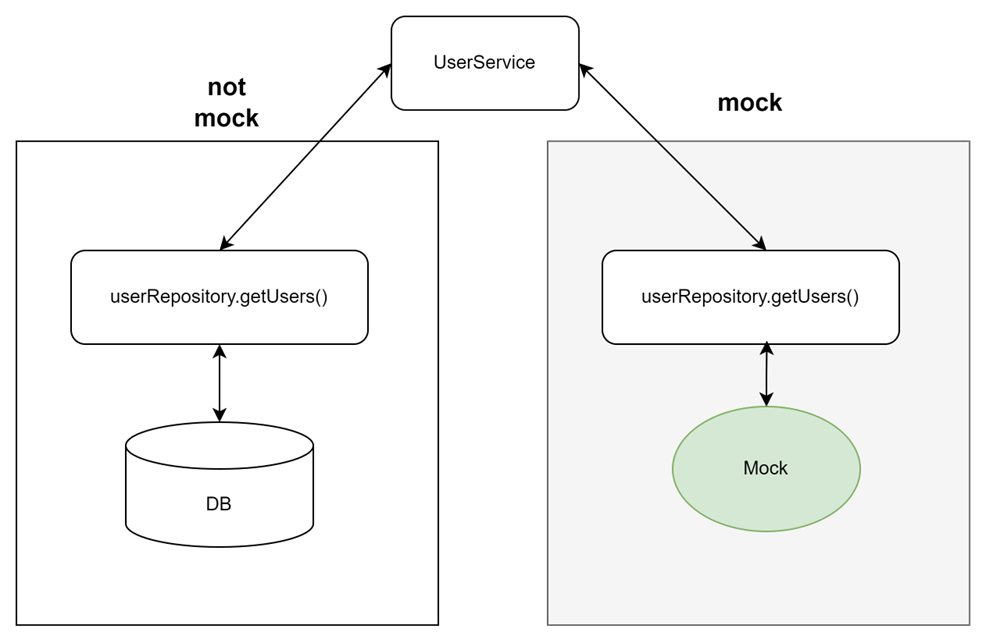 UserService
not
mock
mock
userRepository.getUsers()
userRepository.getUsers()
DB
Mock